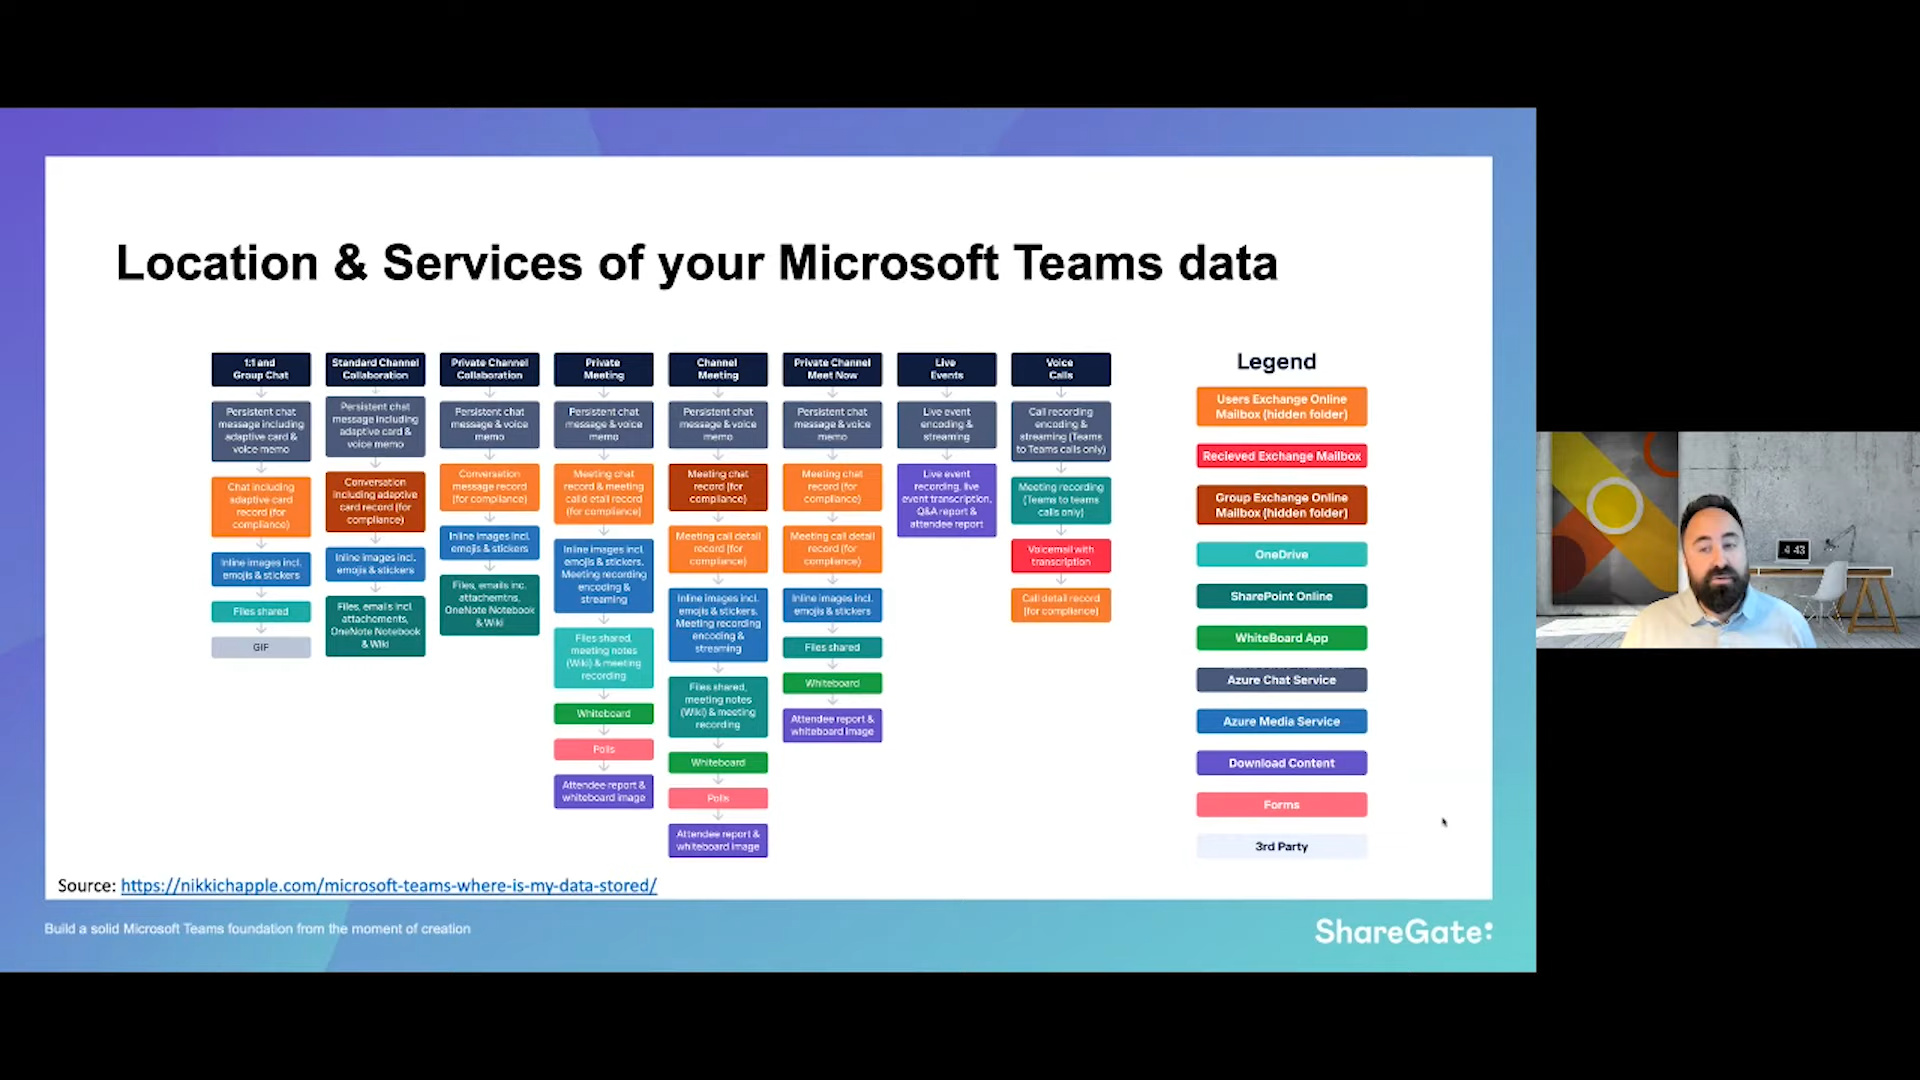 Location & Services of your Microsoft Teams data
1:1 and
Group Chat
Persistent chat
message including
adaptive card &
voice memo
Chat including
adaptive card
record (for
compliance)
Inline images incl.
emojis & stickers
Files shared
GIF
Standard Channel
Collaboration
Persistent chat
message including
adaptive card &
voice memo
Conversation
including adaptive
card record (for
compliance)
Inline images incl.
emojis & stickers
Files, emails incl.
attachements,
OneNote Notebook
& Wiki
Private Channel
Collaboration
Persistent chat
message & voice
memo
Conversation
message record
(for compliance)
Inline images incl.
emojis & stickers
Files, emails inc.
attachemtns,
OneNote Notebook
& Wiki
Private
Meeting
Persistent chat
message & voice
memo
Meeting chat
record & meeting
calld etail record
(for compliance)
Inline images incl.
emojis & stickers.
Meeting recording
encoding &
streaming
Files shared,
meeting notes
(Wiki) & meeting
recording
Whiteboard
Polls
Attendee report &
whiteboard image
Channel
Meeting
Persistent chat
message & voice
memo
Meeting chat
record (for
compliance)
Meeting call detail
record (for
compliance)
Inline images incl.
emojis & stickers.
Meeting recording
encoding &
streaming
Files shared,
meeting notes
(Wiki) & meeting
recording
Whiteboard
Polls
Attendee report &
whiteboard image
Private Channel
Meet Now
Persistent chat
message & voice
memo
Meeting chat
record (for
compliance)
Meeting call detail
record (for
compliance)
Inline images incl.
emojis & stickers
Files shared
Whiteboard
Attendee report &
whiteboard image
Live
Events
Live event
encoding &
streaming
Live event
recording, live
event transcription,
Q&A report &
attendee report
Voice
Calls
Call recording
encoding &
streaming (Teams
to Teams calls only)
Meeting recording
(Teams to teams
calls only)
Voicemail with
transcription
Call detail record
(for compliance)
Legend
Users Exchange Online
Mailbox (hidden folder)
Recieved Exchange Mailbox
Group Exchange Online
Mailbox (hidden folder)
OneDrive
SharePoint Online
WhiteBoard App
Azure Chat Service
Azure Media Service
Download Content
Forms
3rd Party
Source: https://nikkichapple.com/microsoft-teams-where-is-my-data-stored/
Build a solid Microsoft Teams foundation from the moment of creation
ShareGate:
4 43